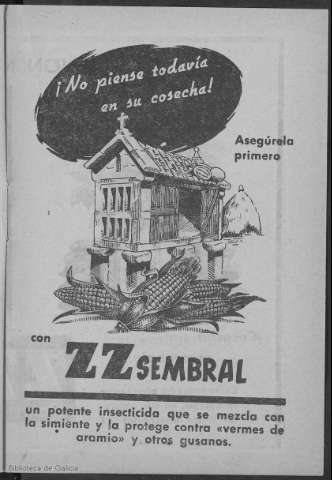 ¡No piense todavía
en su cosecha!
Asegúrela
primero
con
ZZ SEMBRAL
un potente insecticida que se mezcla con
la simiente y la protege contra «vermes de
aramio» y otros gusanos.
Biblioteca de Galicia